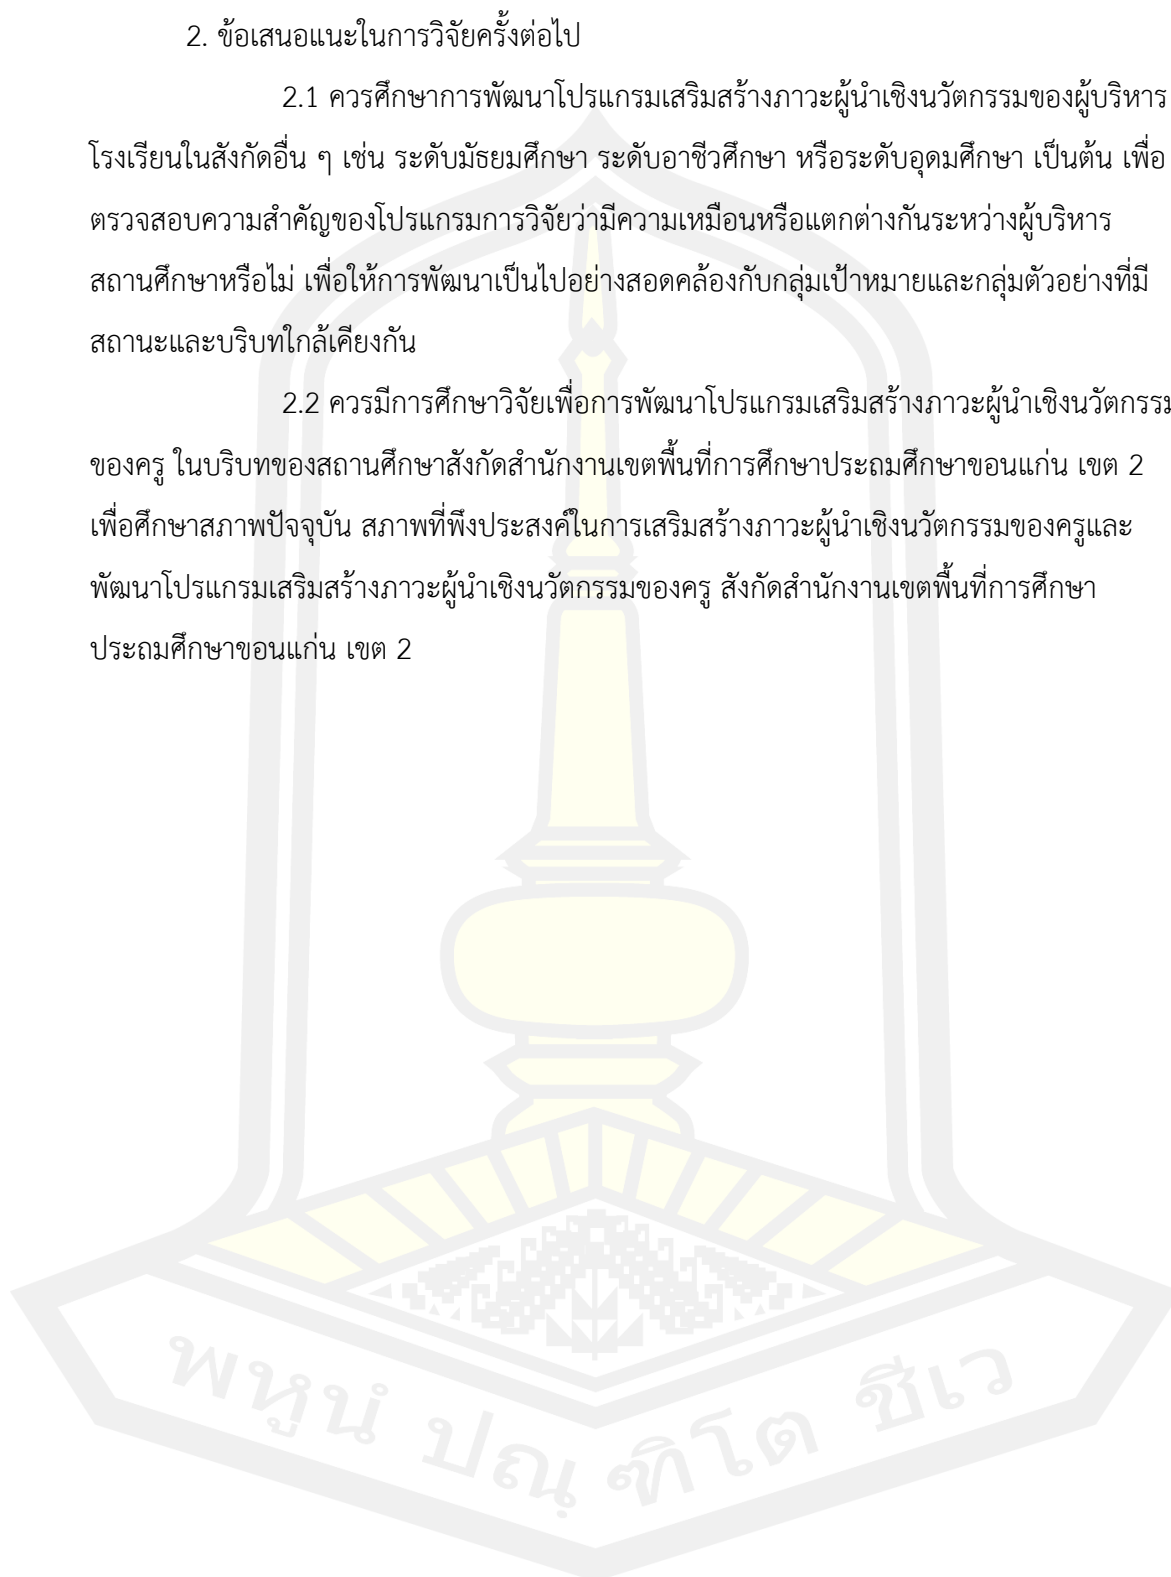 2. ข้อเสนอแนะในการวิจัยครั้งต่อไป
2.1 ควรศึกษาการพัฒนาโปรแกรมเสริมสร้างภาวะผู้นำเชิงนวัตกรรมของผู้บริหาร
โรงเรียนในสังกัดอื่น ๆ เช่น ระดับมัธยมศึกษา ระดับอาชีวศึกษา หรือระดับอุดมศึกษา เป็นต้น เพื่อ
ตรวจสอบความสำคัญของโปรแกรมการวิจัยว่ามีความเหมือนหรือแตกต่างกันระหว่างผู้บริหาร
สถานศึกษาหรือไม่ เพื่อให้การพัฒนาเป็นไปอย่างสอดคล้องกับกลุ่มเป้าหมายและกลุ่มตัวอย่างที่มี
สถานะและบริบทใกล้เคียงกัน
2.2 ควรมีการศึกษาวิจัยเพื่อการพัฒนาโปรแกรมเสริมสร้างภาวะผู้นำเชิงนวัตกรรม
ของครู ในบริบทของสถานศึกษาสังกัดสำนักงานเขตพื้นที่การศึกษาประถมศึกษาขอนแก่น เขต 2
เพื่อศึกษาสภาพปัจจุบัน สภาพที่พึงประสงค์ในการเสริมสร้างภาวะผู้นำเชิงนวัตกรรมของครูและ
พัฒนาโปรแกรมเสริมสร้างภาวะผู้นำเชิงนวัตกรรมของครู สังกัดสำนักงานเขตพื้นที่การศึกษา
ประถมศึกษาขอนแก่น เขต 2
พหูนํ ปณฺฑิโต ชีเว